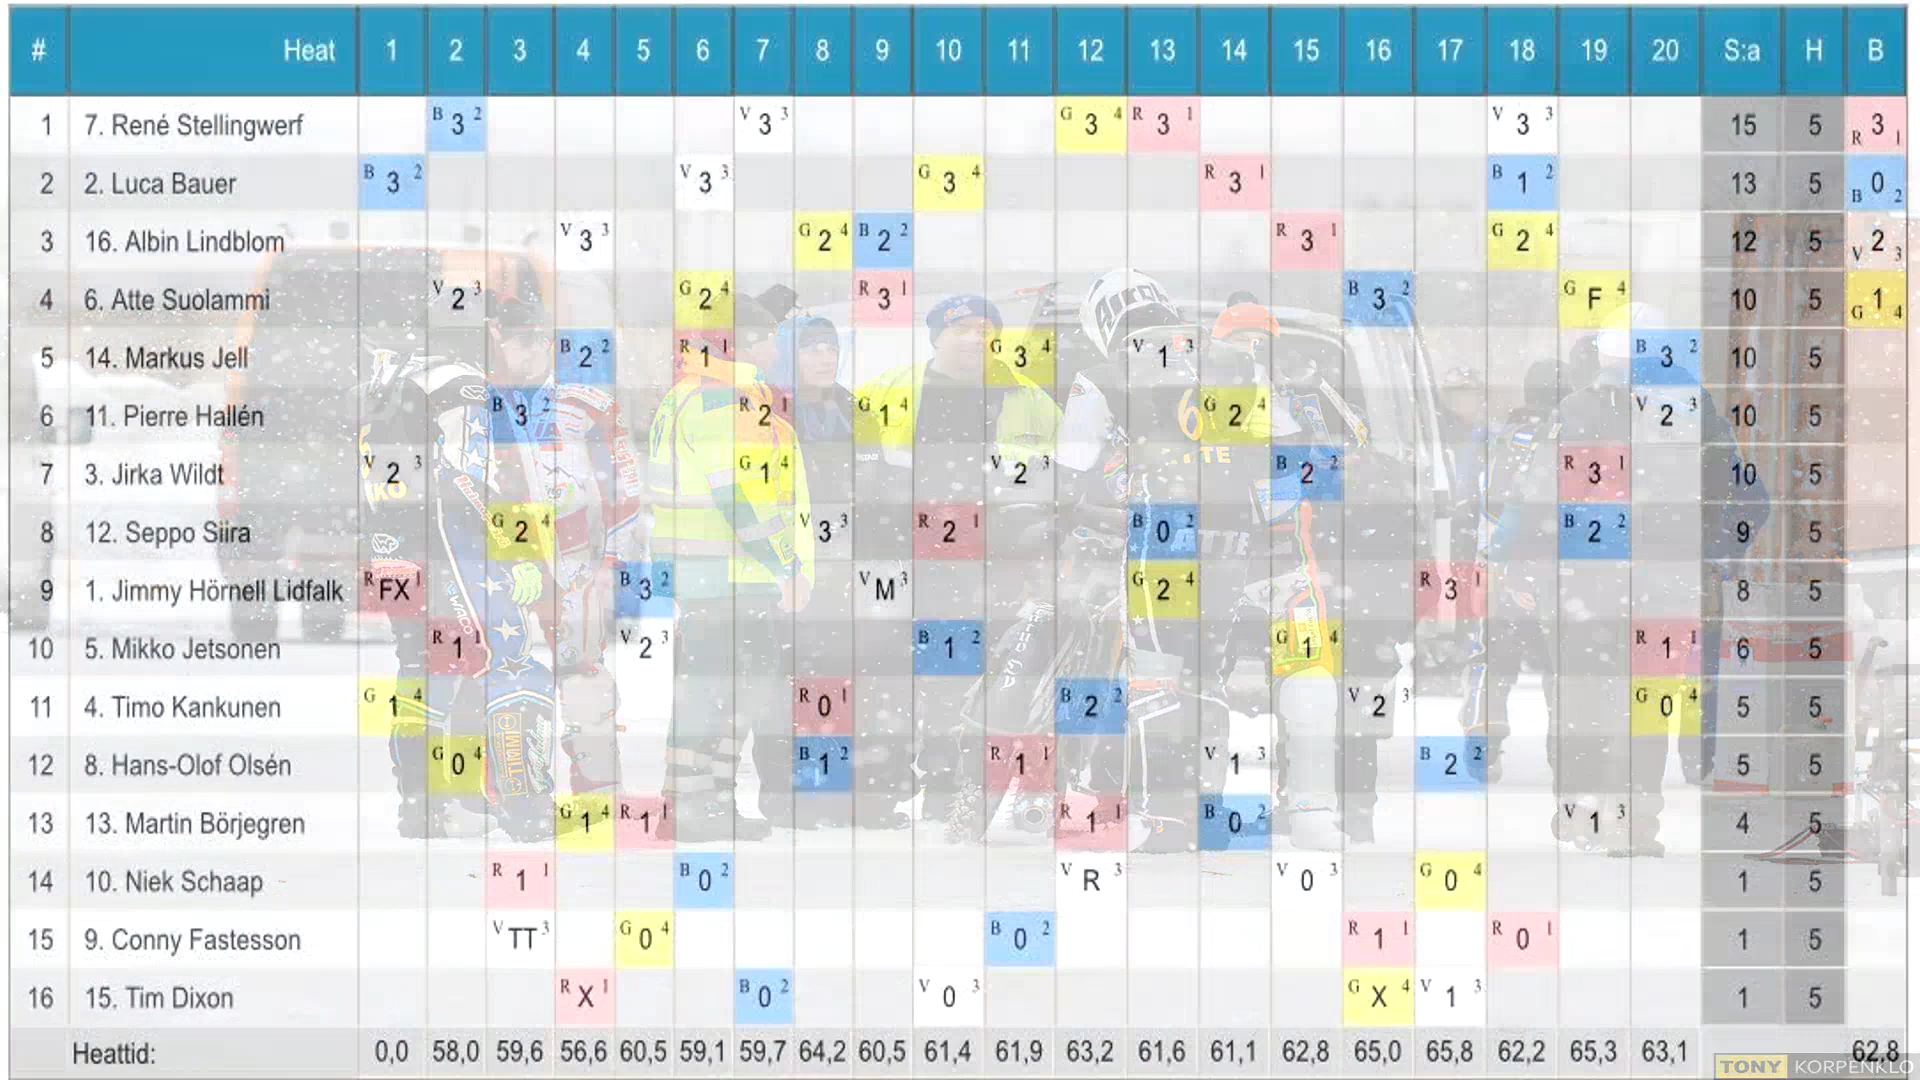 # Heat 1 2 3 4 5 6 7 8 9 10 11 12 13 14 15 16 17 18 19 20 S:a H B
1 7. René Stellingwerf B 3 2 V 3 3 G 3 4 R 3 1 V 3 3 15 5 R 3 1
2 2. Luca Bauer B 3 2 V 3 3 G 3 4 R 3 1 B 1 2 13 5 B 0 2
3 16. Albin Lindblom V 3 3 G 2 4 B 2 2 R 3 1 G 2 4 12 5 V 2 3
4 6. Atte Suolammi V 2 3 G 2 4 R 3 1 B 3 2 G F 4 10 5 G 1 4
5 14. Markus Jell B 2 2 R 1 1 G 3 4 V 1 3 B 3 2 10 5
6 11. Pierre Hallén B 3 2 R 2 1 G 1 4 G 2 4 V 2 3 10 5
7 3. Jirka Wildt V 2 3 G 1 4 V 2 3 B 2 2 R 3 1 10 5
8 12. Seppo Siira G 2 4 V 3 3 R 2 1 B 0 2 B 2 2 9 5
9 1. Jimmy Hörnell Lidfalk R FX 1 B 3 2 V M 3 G 2 4 R 3 1 8 5
10 5. Mikko Jetsonen R 1 1 V 2 3 B 1 2 G 1 4 R 1 1 6 5
11 4. Timo Kankunen G 1 4 R 0 1 B 2 2 V 2 3 G 0 4 5 5
12 8. Hans-Olof Olsén G 0 4 B 1 2 R 1 1 V 1 3 B 2 2 5 5
13 13. Martin Börjegren G 1 4 R 1 1 R 1 1 B 0 2 V 1 3 4 5
14 10. Niek Schaap R 1 1 B 0 2 V R 3 V 0 3 G 0 4 1 5
15 9. Conny Fastesson V TT 3 G 0 4 B 0 2 R 1 1 R 0 1 1 5
16 15. Tim Dixon R X 1 B 0 2 V 0 3 G X 4 V 1 3 1 5
Heattid: 0,0 58,0 59,6 56,6 60,5 59,1 59,7 64,2 60,5 61,4 61,9 63,2 61,6 61,1 62,8 65,0 65,8 62,2 65,3 63,1 62,8
TONY KORPENKLO